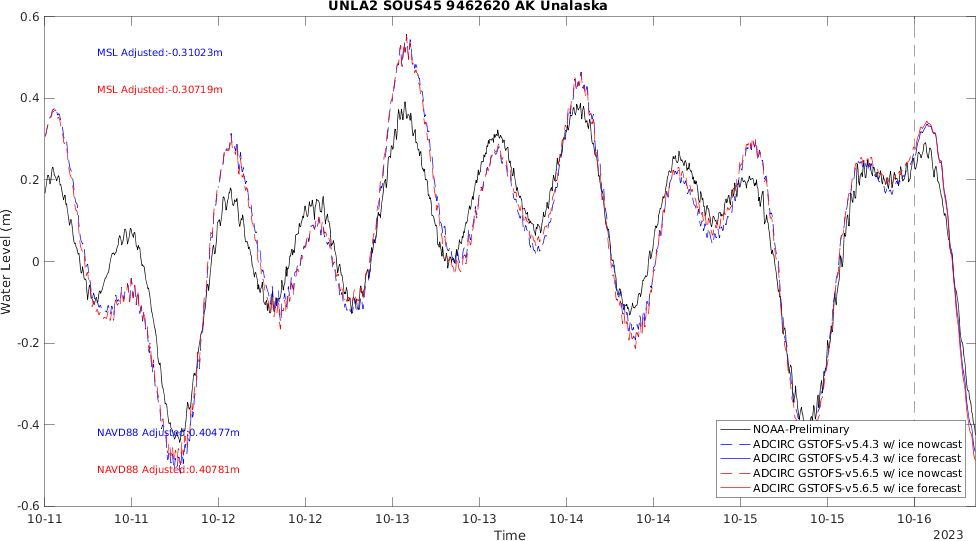 UNLA2 SOUS45 9462620 AK Unalaska
0.6
MSL Adjusted:-0.31023m
MSL Adjusted:-0.30719m
0.4
0.2
0
-0.2
-0.4
-0.6
Water Level (m)
NAVD88 Adjusted:0.40477m
NAVD88 Adjusted:0.40781m
NOAA-Preliminary
ADCIRC GSTOFS-v5.4.3 w/ ice nowcast
ADCIRC GSTOFS-v5.4.3 w/ ice forecast
ADCIRC GSTOFS-v5.6.5 w/ ice nowcast
ADCIRC GSTOFS-v5.6.5 w/ ice forecast
10-11 10-11 10-12 10-12 10-13 10-13 10-14 10-14 10-15 10-15 10-16
Time
2023